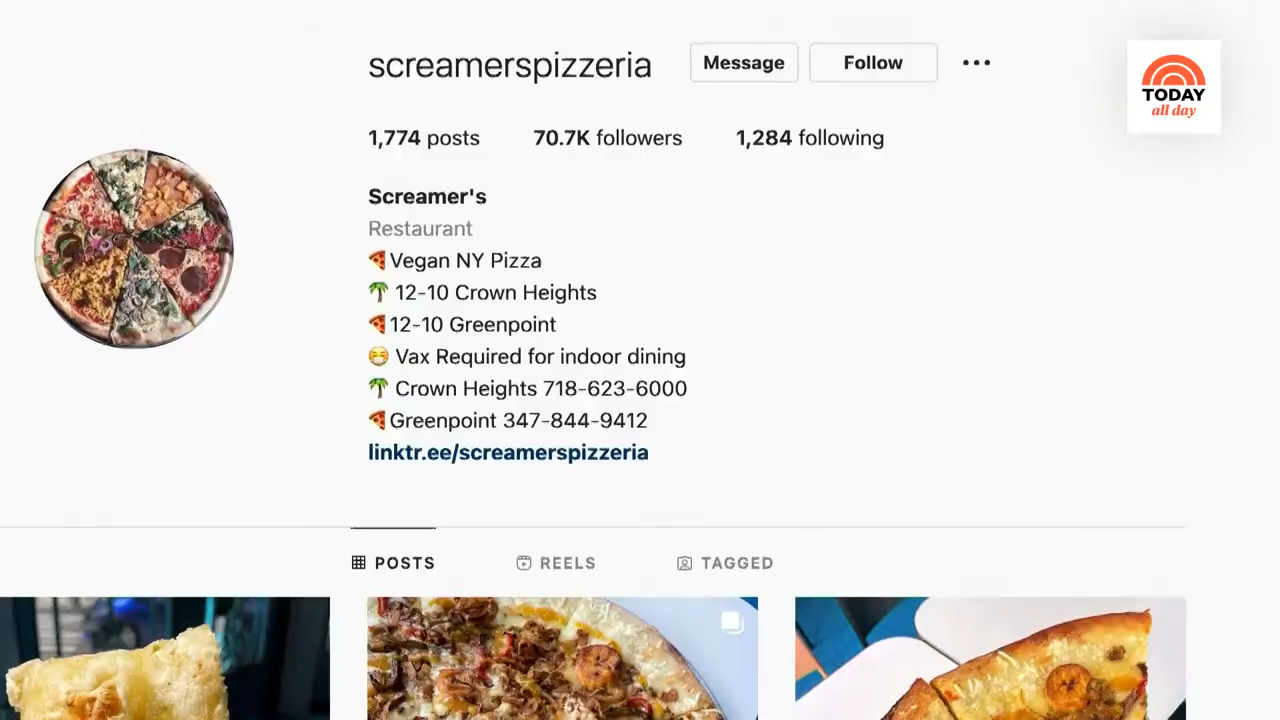 screamerspizzeria
Message
Follow
TODAY
all day
1,774 posts
70.7K followers
1,284 following
Screamer's
Restaurant
🍕Vegan NY Pizza
🌴 12-10 Crown Heights
🍕12-10 Greenpoint
😷 Vax Required for indoor dining
🌴 Crown Heights 718-623-6000
🍕Greenpoint 347-844-9412
linktr.ee/screamerspizzeria
POSTS
REELS
TAGGED